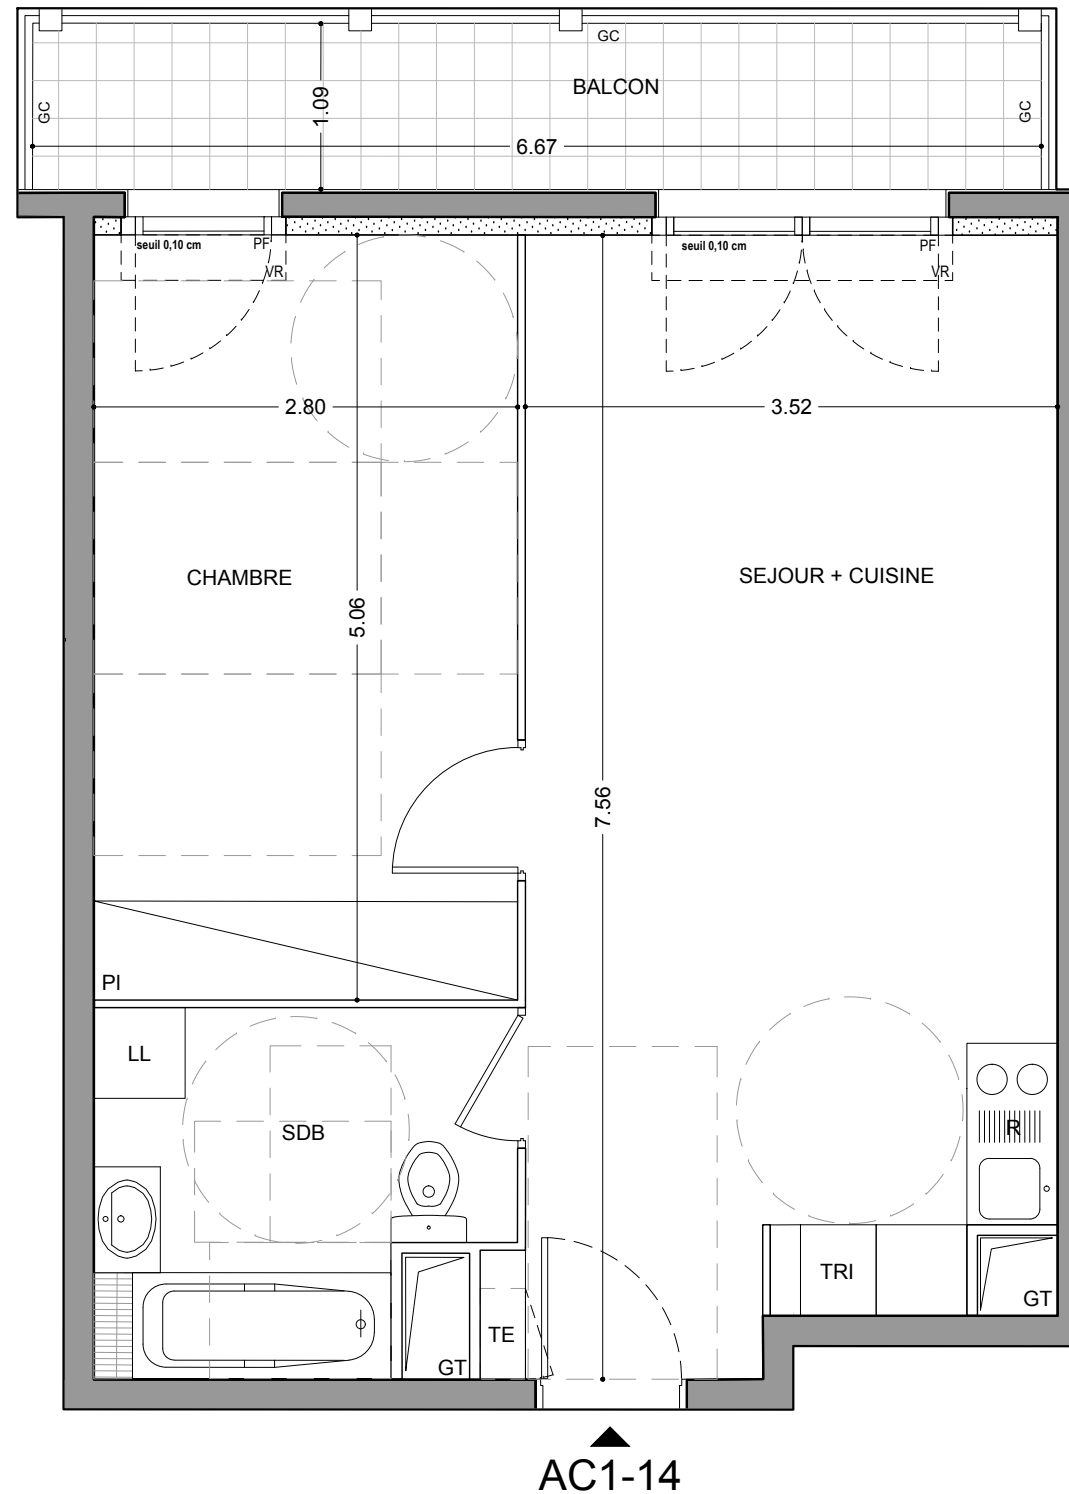 GC
BALCON
GC
1.09
GC
6.67
seuil 0,10 cm
PF
VR
seuil 0,10 cm
PF
VR
2.80
3.52
CHAMBRE
SEJOUR + CUISINE
5.06
7.56
PI
LL
SDB
R
TRI
GT
TE
GT
AC1-14